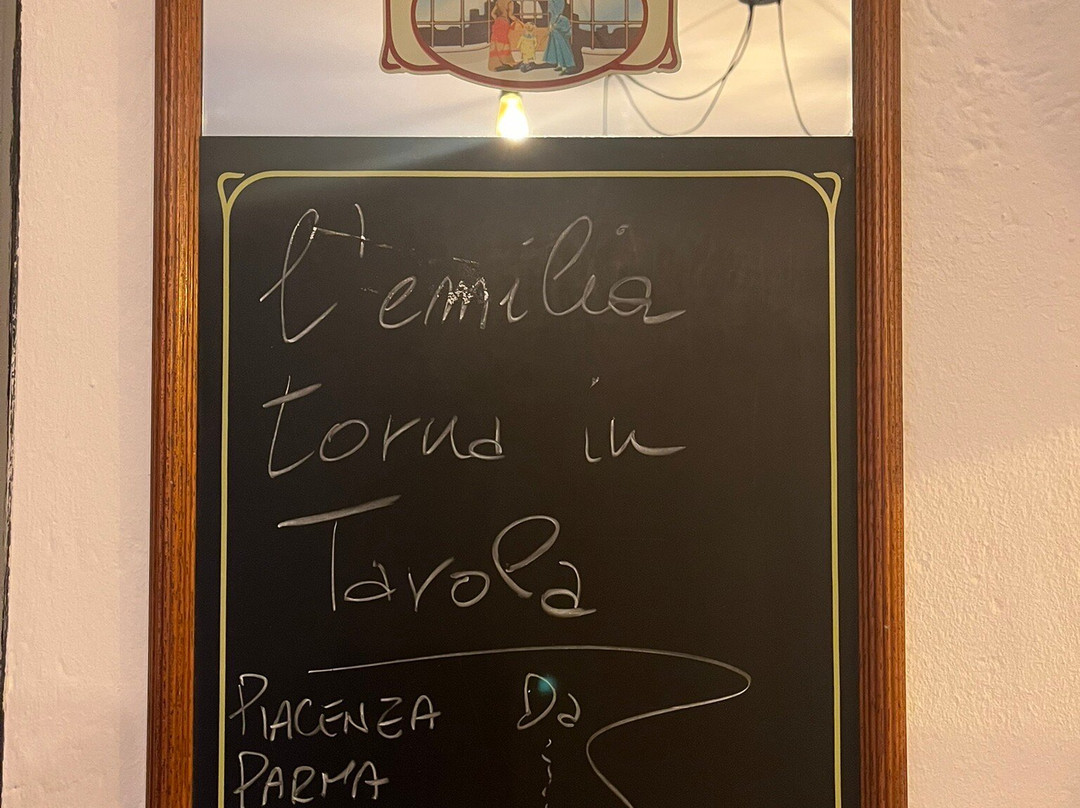 L'emilia
torna in
Tavola
PIACENZA Da
PARMA